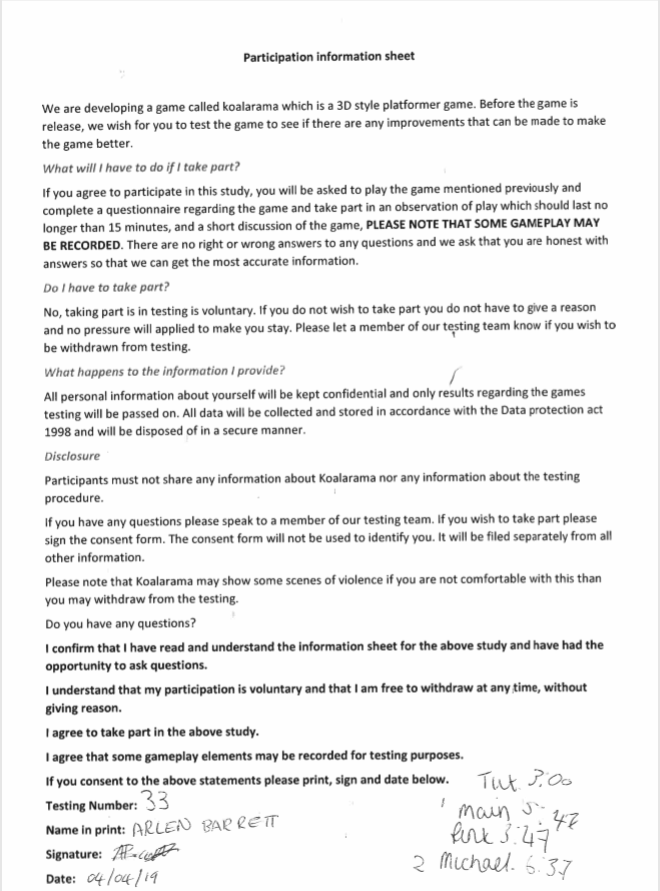 Participation information sheet
We are developing a game called koalarama which is a 3D style platformer game. Before the game is
release, we wish for you to test the game to see if there are any improvements that can be made to make
the game better.
What will I have to do if I take part?
If you agree to participate in this study, you will be asked to play the game mentioned previously and
complete a questionnaire regarding the game and take part in an observation of play which should last no
longer than 15 minutes, and a short discussion of the game, PLEASE NOTE THAT SOME GAMEPLAY MAY
BE RECORDED. There are no right or wrong answers to any questions and we ask that you are honest with
answers so that we can get the most accurate information.
Do I have to take part?
No, taking part is in testing is voluntary. If you do not wish to take part you do not have to give a reason
and no pressure will applied to make you stay. Please let a member of our testing team know if you wish to
be withdrawn from testing.
What happens to the information I provide?
All personal information about yourself will be kept confidential and only results regarding the games
testing will be passed on. All data will be collected and stored in accordance with the Data protection act
1998 and will be disposed of in a secure manner.
Disclosure
Participants must not share any information about Koalarama nor any information about the testing
procedure.
If you have any questions please speak to a member of our testing team. If you wish to take part please
sign the consent form. The consent form will not be used to identify you. It will be filed separately from all
other information.
Please note that Koalarama may show some scenes of violence if you are not comfortable with this than
you may withdraw from the testing.
Do you have any questions?
I confirm that I have read and understand the information sheet for the above study and have had the
opportunity to ask questions.
I understand that my participation is voluntary and that I am free to withdraw at any time, without
giving reason.
I agree to take part in the above study.
I agree that some gameplay elements may be recorded for testing purposes.
If you consent to the above statements please print, sign and date below.
Testing Number: 33
Name in print: ARLEN BARRETT
Signature:
Date: 04/04/19
Tut 3:00
1 main 5:42
3:47
2 Michael. 6:37